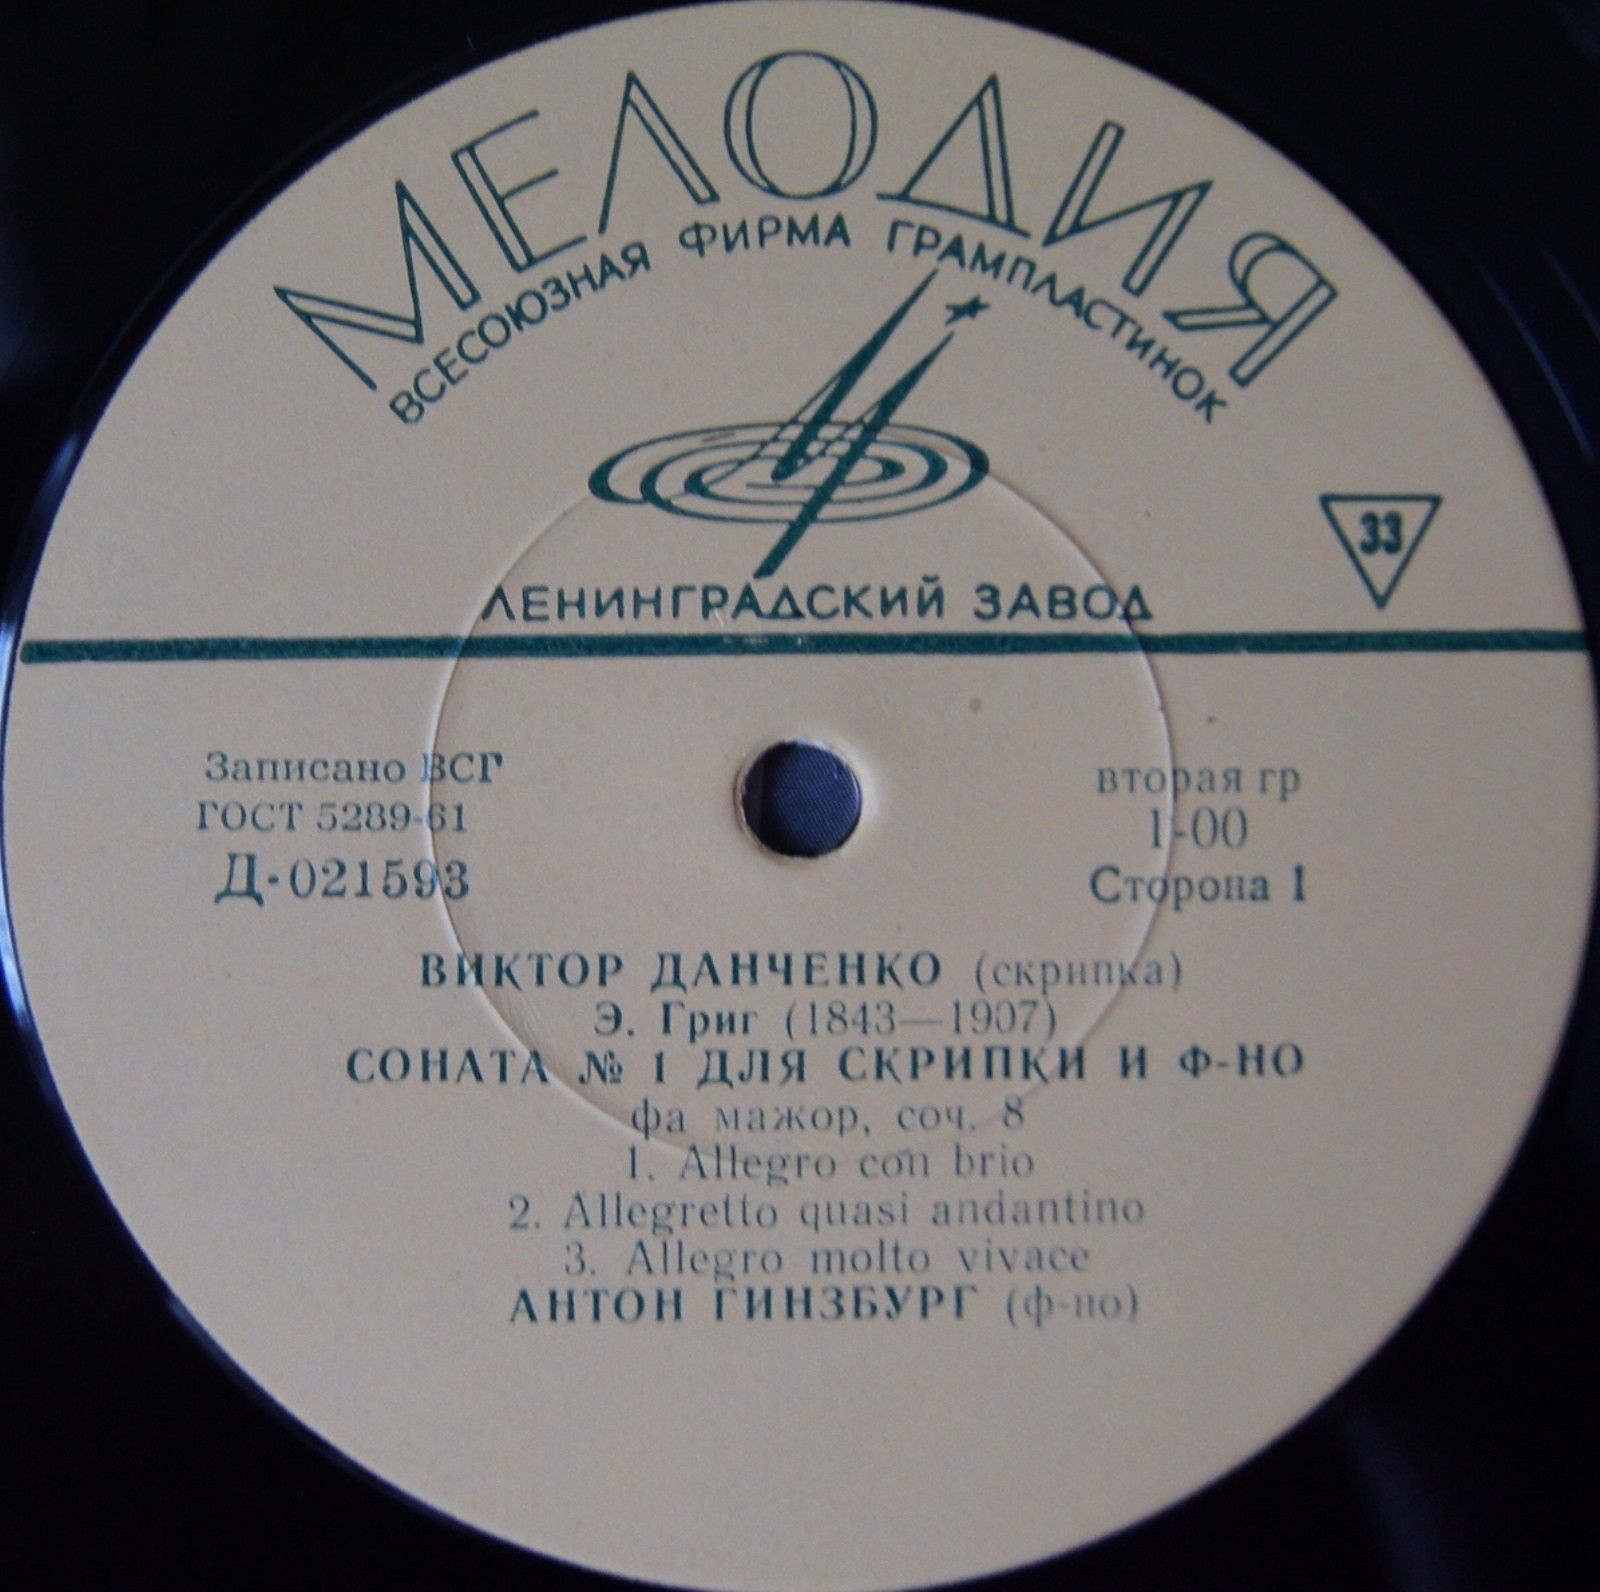 МЕЛОДИЯ
ВСЕСОЮЗНАЯ ФИРМА ГРАМПЛАСТИНОК
33
ЛЕНИНГРАДСКИЙ ЗАВОД
Записано ВСГ
ГОСТ 5289-61
Д-021593
вторая гр
1-00
Сторона 1
ВИКТОР ДАНЧЕНКО (скрипка)
Э. Григ (1843—1907)
СОНАТА № 1 ДЛЯ СКРИПКИ И Ф-НО
фа мажор, соч. 8
1. Allegro con brio
2. Allegretto quasi andantino
3. Allegro molto vivace
АНТОН ГИНЗБУРГ (ф-но)